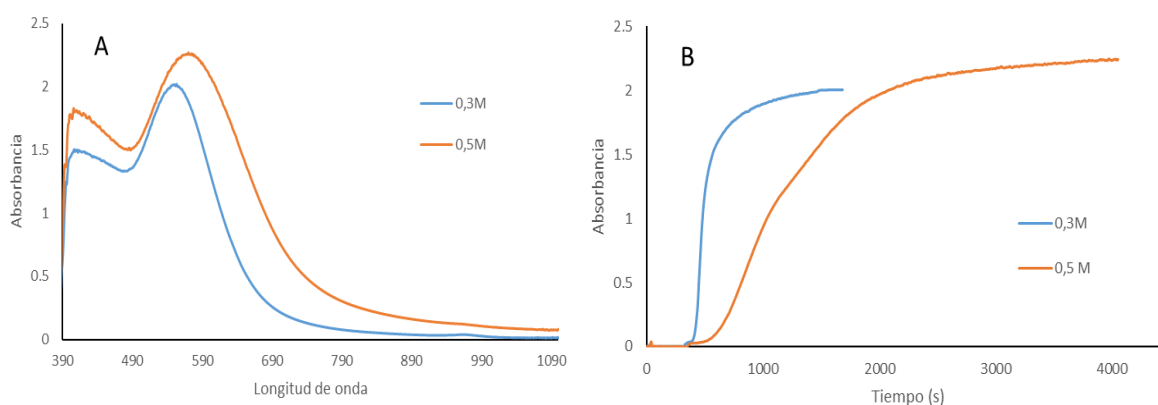 A
2.5
2
1.5
1
0.5
0
Absorbancia
390 490 590 690 790 890 990 1090
Longitud de onda
0,3M
0,5M
B
2.5
2
1.5
1
0.5
0
Absorbancia
0 1000 2000 3000 4000
Tiempo (s)
0,3M
0,5 M